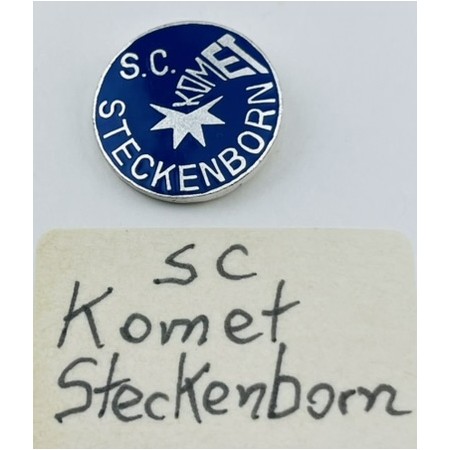 S.C.
KOMET
STECKENBORN
SC
Komet
Steckenborn